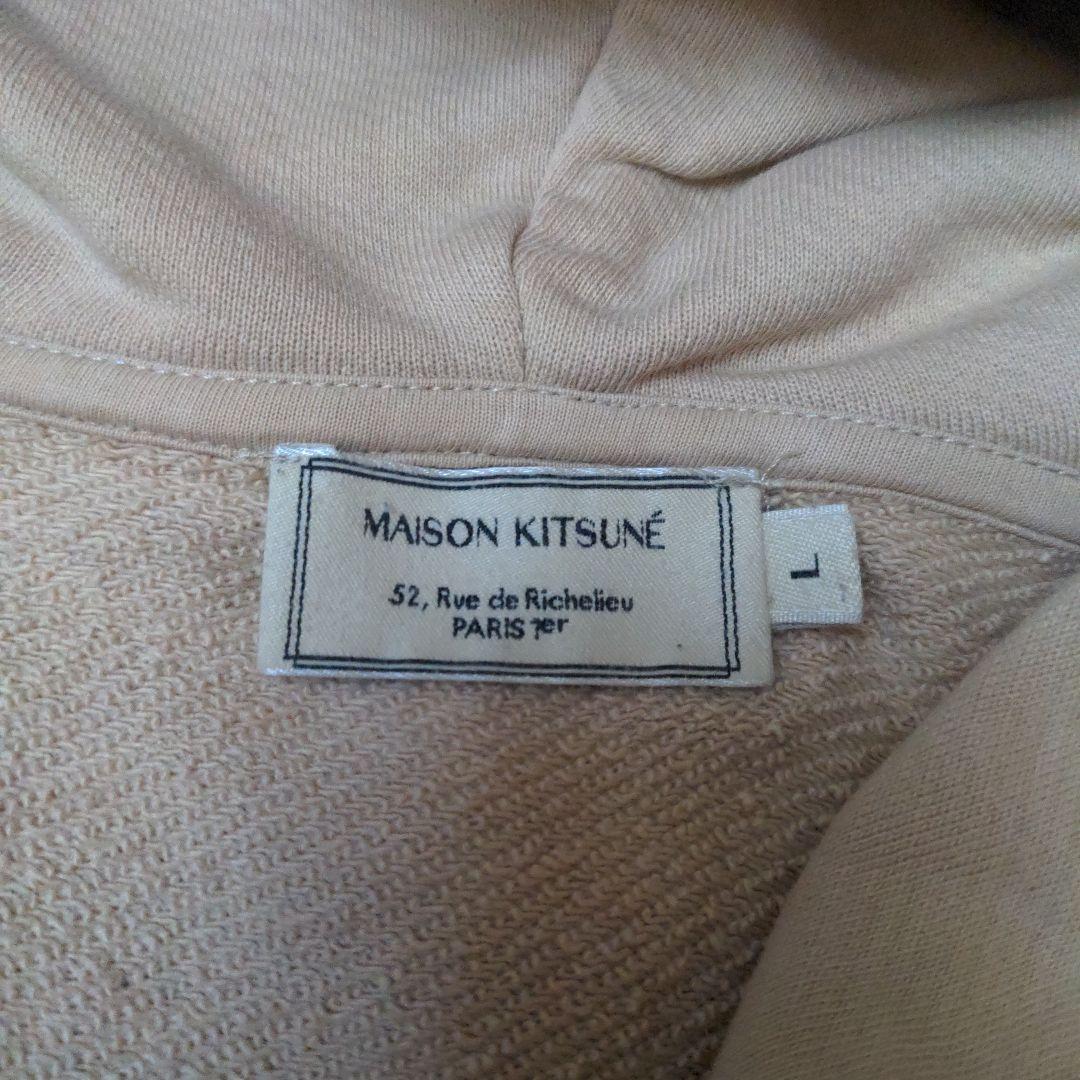 MAISON KITSUNÉ
52, Rue de Richelieu
PARIS 1er
L